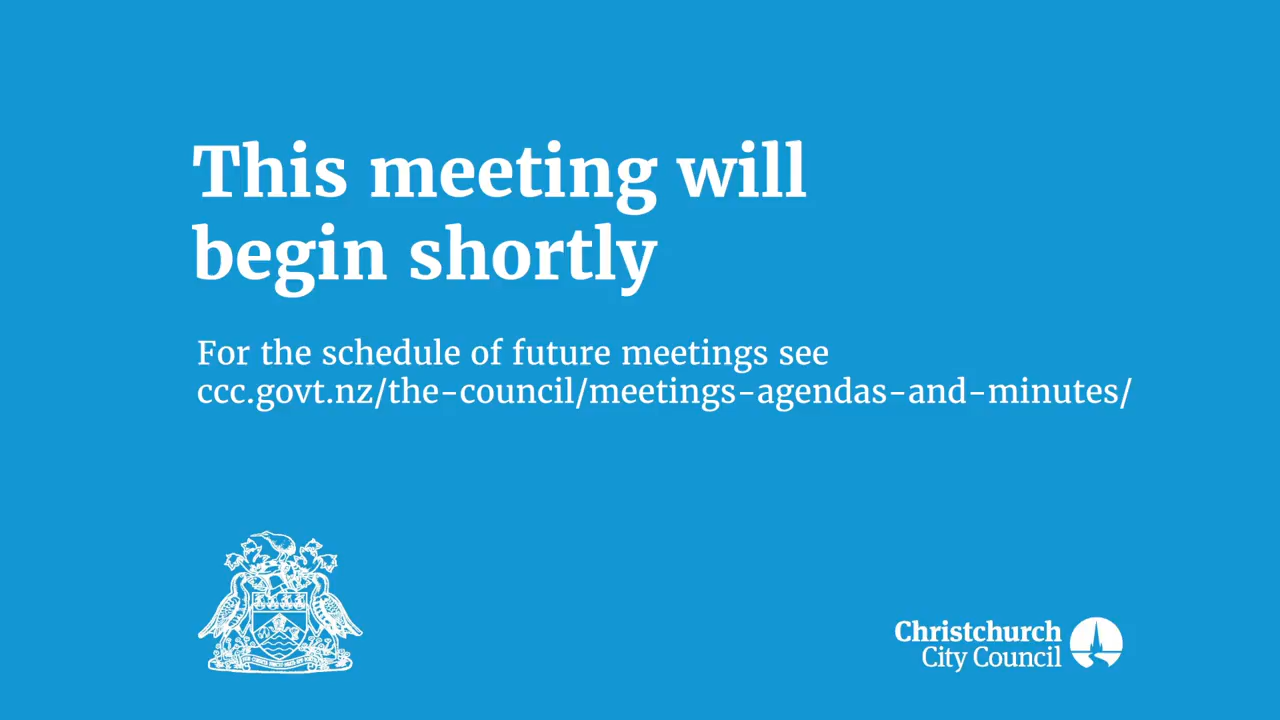 This meeting will
begin shortly
For the schedule of future meetings see
ccc.govt.nz/the-council/meetings-agendas-and-minutes/
Christchurch
City Council